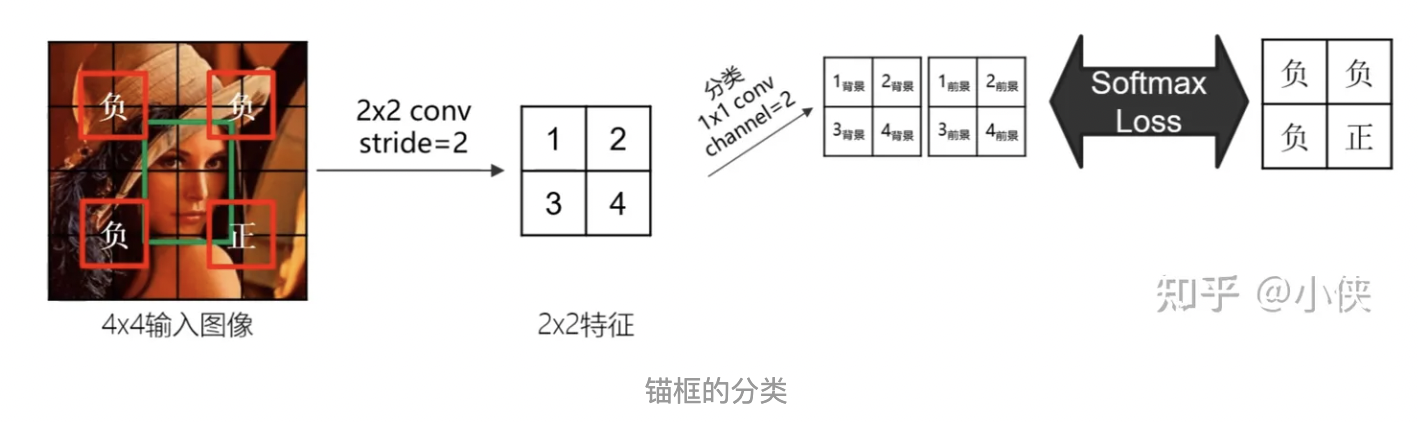 负 负
负 正
4x4输入图像
2x2 conv
stride=2
1 2
3 4
2x2特征
分类
1x1 conv
channel=2
1背景 2背景
3背景 4背景
1前景 2前景
3前景 4前景
Softmax
Loss
负 负
负 正
知乎 @小侠
锚框的分类